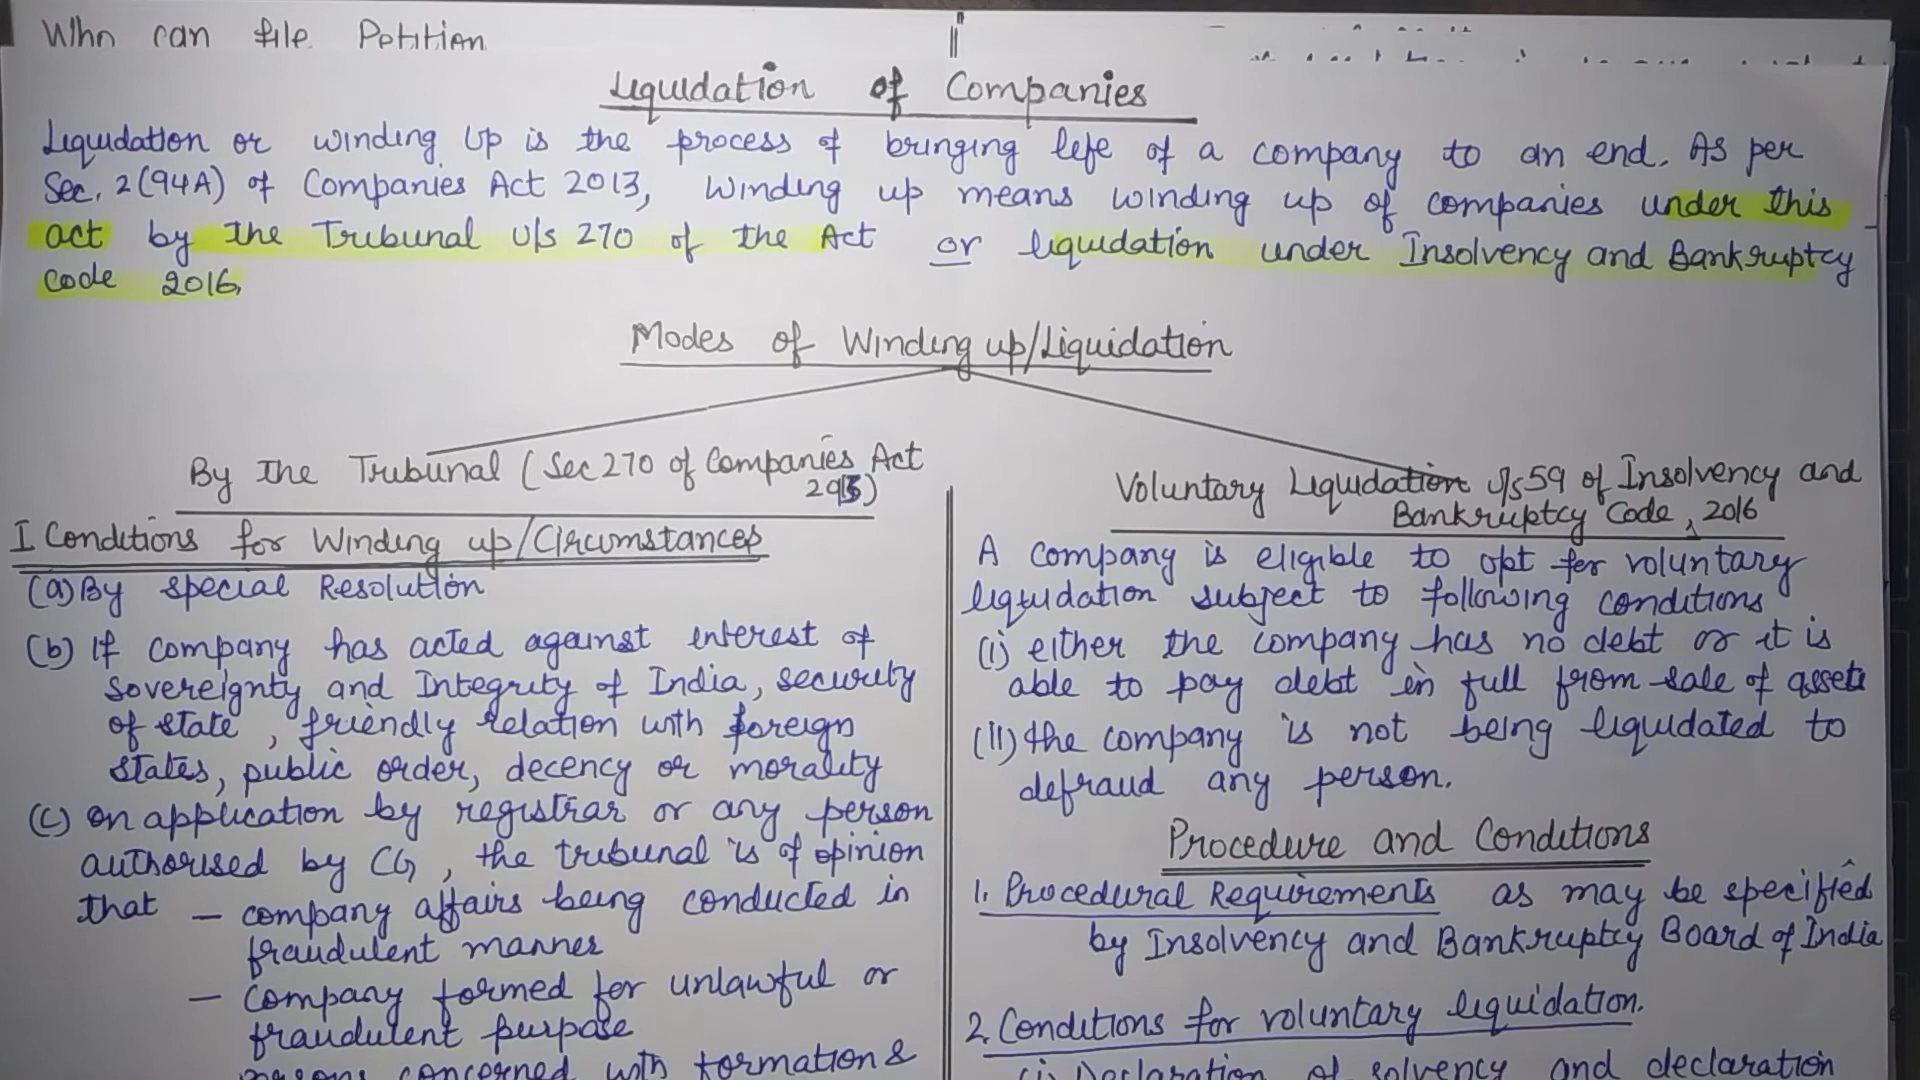 Who can file Petition
Liquidation of Companies
Liquidation or winding up is the process of bringing life of a company to an end. As per
Sec. 2(94A) of Companies Act 2013, winding up means winding up of companies under this
act by the Tribunal u/s 270 of the Act or liquidation under Insolvency and Bankruptcy
Code 2016.
Modes of Winding up/Liquidation
By the Tribunal (Sec 270 of Companies Act
2013)
I Conditions for Winding up/Circumstances
(a) By special Resolution
(b) If company has acted against interest of
sovereignty and Integrity of India, security
of state, friendly relation with foreign
states, public order, decency or morality
(c) on application by registrar or any person
authorised by CG, the tribunal is of opinion
that – company affairs being conducted in
fraudulent manner
– company formed for unlawful or
fraudulent purpose
persons concerned with formation &
Voluntary Liquidation u/s 59 of Insolvency and
Bankruptcy Code, 2016
A company is eligible to opt for voluntary
liquidation subject to following conditions
(i) either the company has no debt or it is
able to pay debt in full from sale of assets
(ii) the company is not being liquidated to
defraud any person.
Procedure and Conditions
1. Procedural Requirements as may be specified
by Insolvency and Bankruptcy Board of India
2. Conditions for voluntary liquidation.
(i) Declaration of solvency and declaration